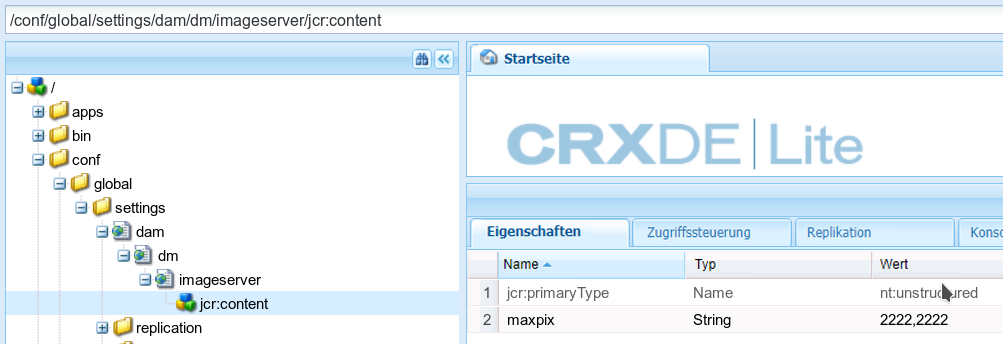 /conf/global/settings/dam/dm/imageserver/jcr:content
/
apps
bin
conf
global
settings
dam
dm
imageserver
jcr:content
replication
Startseite
CRXDE Lite
Eigenschaften Zugriffssteuerung Replikation Konso
Name Typ Wert
1 jcr:primaryType Name nt:unstructured
2 maxpix String 2222,2222